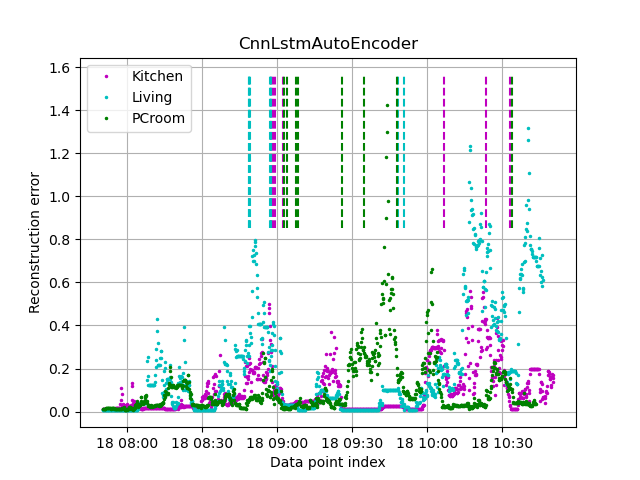 CnnLstmAutoEncoder
Kitchen
Living
PCroom
1.6
1.4
1.2
1.0
0.8
0.6
0.4
0.2
0.0
Reconstruction error
18 08:00 18 08:30 18 09:00 18 09:30 18 10:00 18 10:30
Data point index